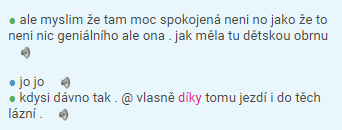 ale myslim že tam moc spokojená neni no jako že to
neni nic geniálního ale ona . jak měla tu dětskou obrnu
jo jo
kdysi dávno tak . @ vlasně díky tomu jezdí i do těch
lázní .